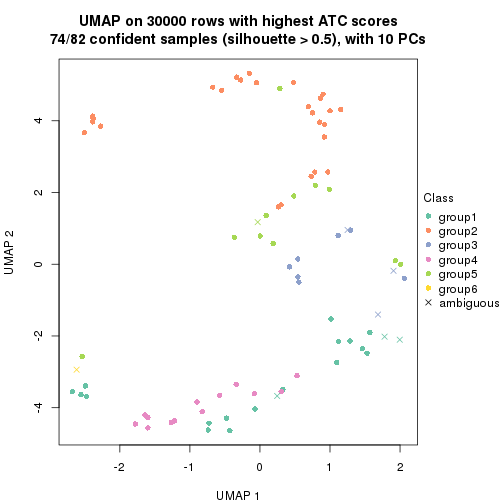 UMAP on 30000 rows with highest ATC scores
74/82 confident samples (silhouette > 0.5), with 10 PCs
4
2
0
-2
-4
UMAP 2
-2
-1
0
1
2
UMAP 1
Class
group1
group2
group3
group4
group5
group6
ambiguous